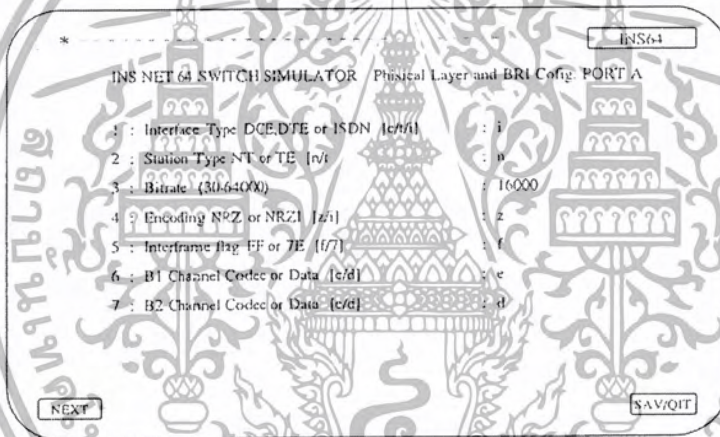 * - - - - - - - - - - - - - - - - - - - - - - - - - - - - INS64
INS NET 64 SWITCH SIMULATOR Phisical Layer and BRI Cofig. PORT A
1 : Interface Type DCE,DTE or ISDN [c/t/i] : i
2 : Station Type NT or TE [n/t : n
3 : Bitrate (30-64000) : 16000
4 : Encoding NRZ or NRZI [z/i] : z
5 : Interframe flag FF or 7E [f/7] : f
6 : B1 Channel Codec or Data [c/d] : c
7 : B2 Channel Codec or Data [c/d] : d
NEXT SAV/QIT